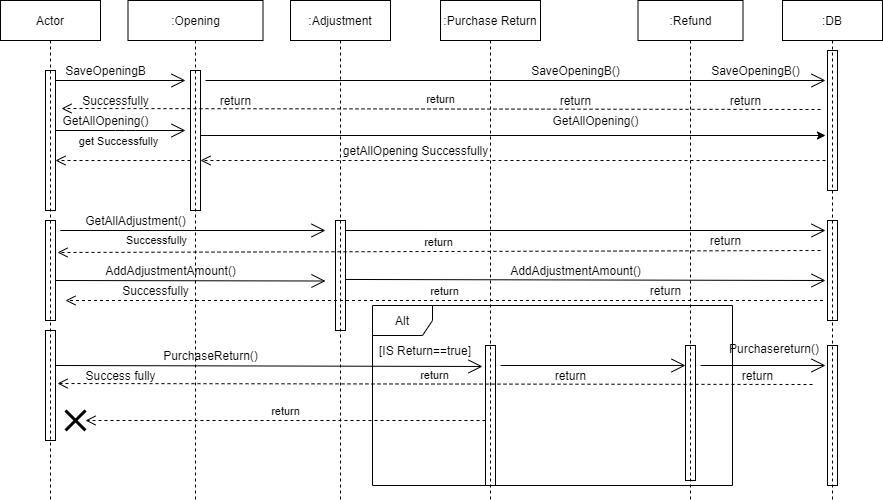 Actor
:Opening
:Adjustment
:Purchase Return
:Refund
:DB
SaveOpeningB
SaveOpeningB()
SaveOpeningB()
Successfully
return
return
return
return
GetAllOpening()
GetAllOpening()
get Successfully
getAllOpening Successfully
GetAllAdjustment()
Successfully
return
return
AddAdjustmentAmount()
AddAdjustmentAmount()
Successfully
return
return
Alt
[IS Return==true]
PurchaseReturn()
Purchasereturn()
Success fully
return
return
return
return